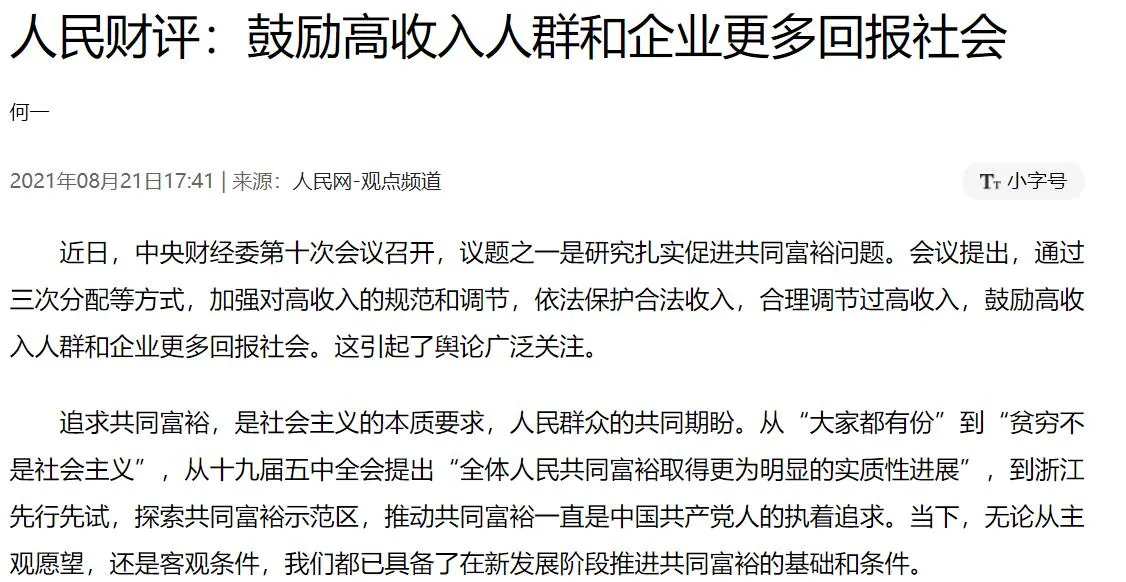 人民财评：鼓励高收入人群和企业更多回报社会
何一
2021年08月21日17:41 | 来源：人民网-观点频道
TT 小字号
近日，中央财经委第十次会议召开，议题之一是研究扎实促进共同富裕问题。会议提出，通过
三次分配等方式，加强对高收入的规范和调节，依法保护合法收入，合理调节过高收入，鼓励高收
入人群和企业更多回报社会。这引起了舆论广泛关注。
追求共同富裕，是社会主义的本质要求，人民群众的共同期盼。从“大家都有份”到“贫穷不
是社会主义”，从十九届五中全会提出“全体人民共同富裕取得更为明显的实质性进展”，到浙江
先行先试，探索共同富裕示范区，推动共同富裕一直是中国共产党人的执着追求。当下，无论从主
观愿望，还是客观条件，我们都已具备了在新发展阶段推进共同富裕的基础和条件。